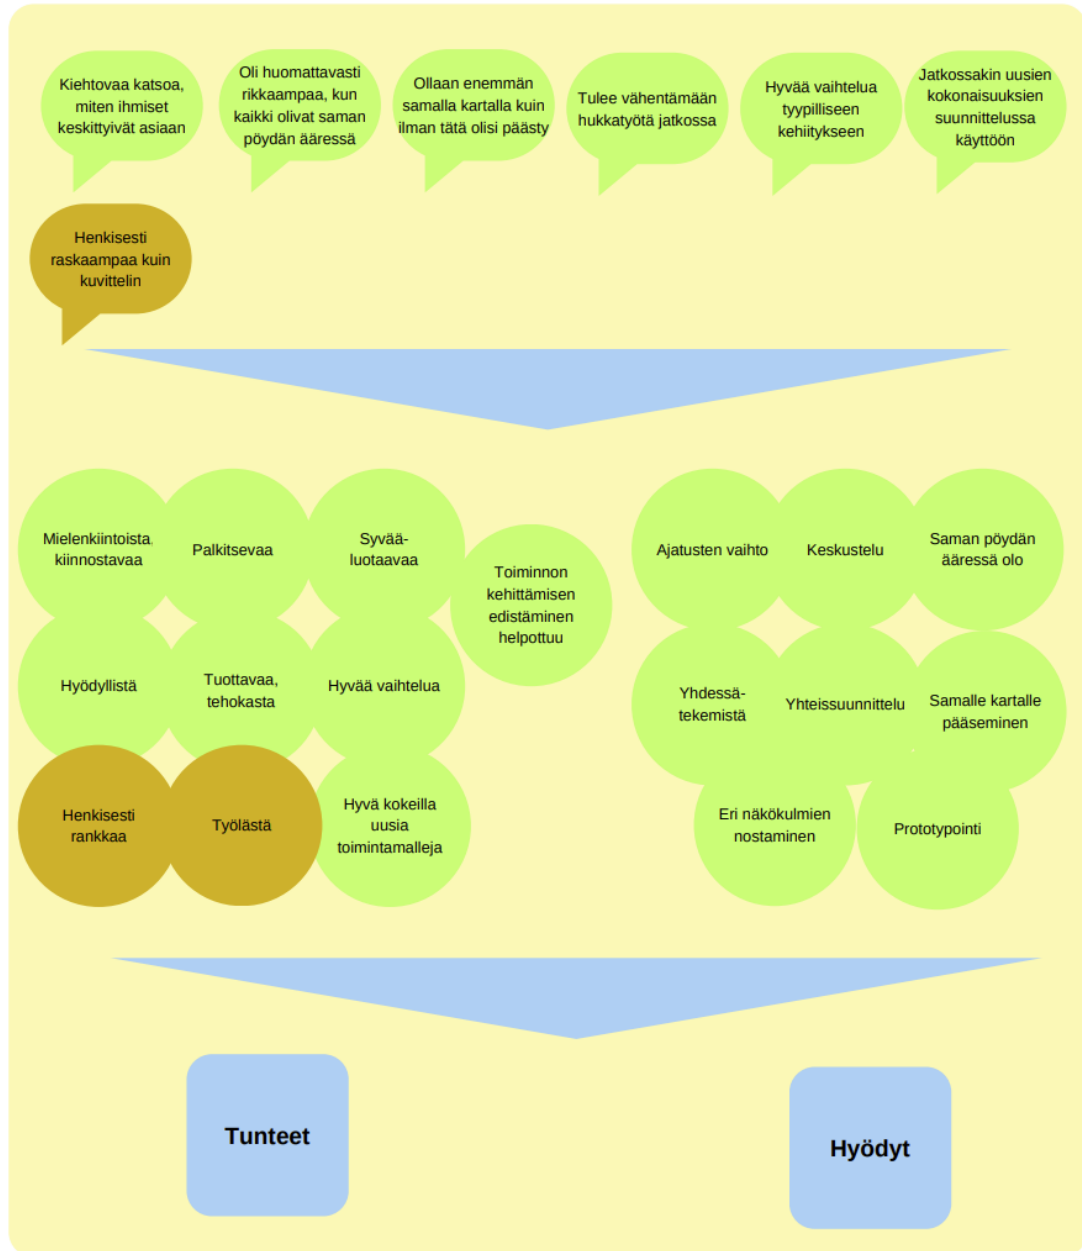 Kiehtovaa katsoa,
miten ihmiset
keskittyivät asiaan
Oli huomattavasti
rikkaampaa, kun
kaikki olivat saman
pöydän ääressä
Ollaan enemmän
samalla kartalla kuin
ilman tätä olisi päästy
Tulee vähentämään
hukkatyötä jatkossa
Hyvää vaihtelua
tyypilliseen
kehiitykseen
Jatkossakin uusien
kokonaisuuksien
suunnittelussa
käyttöön
Henkisesti
raskaampaa kuin
kuvittelin
Mielenkiintoista,
kiinnostavaa
Palkitsevaa
Syvää-
luotaavaa
Toiminnon
kehittämisen
edistäminen
helpottuu
Hyödyllistä
Tuottavaa,
tehokasta
Hyvää vaihtelua
Henkisesti
rankkaa
Työlästä
Hyvä kokeilla
uusia
toimintamalleja
Ajatusten vaihto
Keskustelu
Saman pöydän
ääressä olo
Yhdessä-
tekemistä
Yhteissuunnittelu
Samalle kartalle
pääseminen
Eri näkökulmien
nostaminen
Prototypointi
Tunteet
Hyödyt